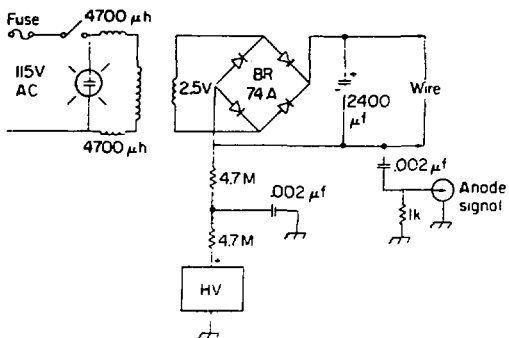 Fuse
4700 μh
115V
AC
4700 μh
2.5V
BR
74A
+
2400
μf
Wire
.002 μf
Anode
signal
1k
4.7M
.002 μf
4.7M
+
HV